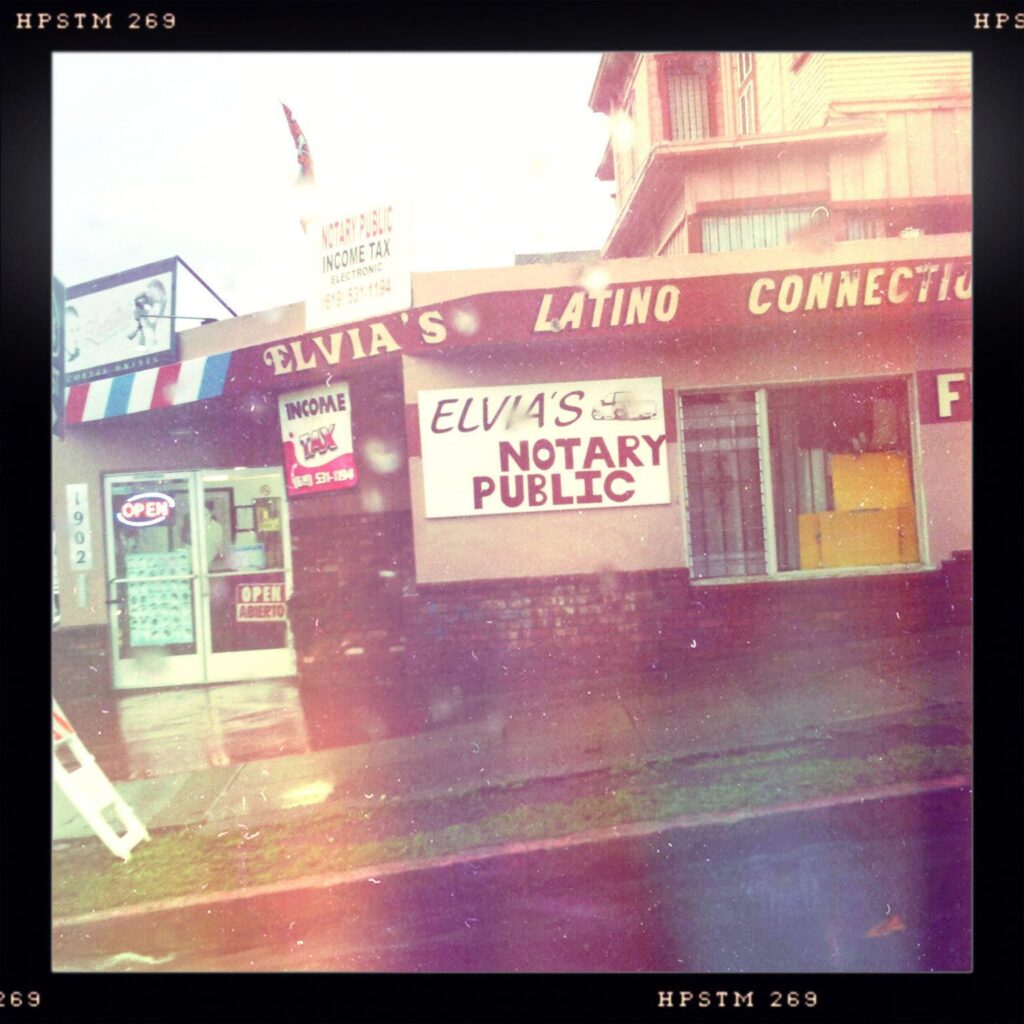 HPSTM 269
HPS
NOTARY PUBLIC
INCOME TAX
ELECTRONIC
(619) 531-1194
ELVIA'S LATINO CONNECTIO
INCOME
TAX
(619) 531-1194
ELVIA'S
NOTARY
PUBLIC
F
1902
OPEN
OPEN
ABIERTO
269
HPSTM 269